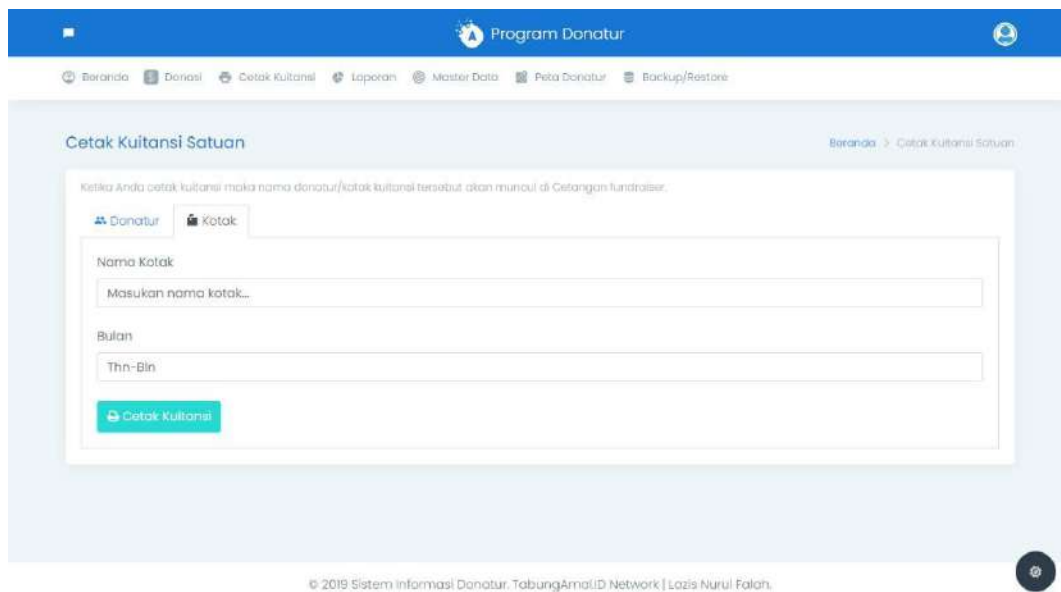 Program Donatur
Beranda Donasi Cetak Kuitansi Laporan Master Data Peta Donatur Backup/Restore
Cetak Kuitansi Satuan
Beranda > Cetak Kuitansi Satuan
Ketika Anda cetak kuitansi maka nama donatur/kotak kuitansi tersebut akan muncul di Cetangan fundraiser.
Donatur Kotak
Nama Kotak
Masukan nama kotak...
Bulan
Thn-Bln
Cetak Kuitansi
© 2019 Sistem Informasi Donatur. TabungAmal.ID Network | Lazis Nurul Falah.